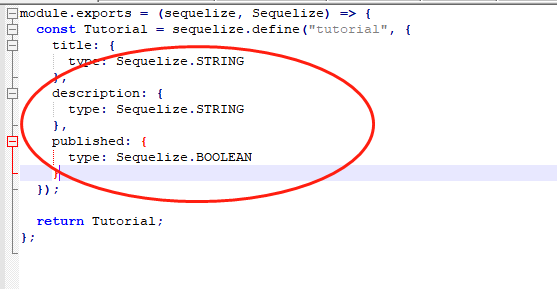 module.exports = (sequelize, Sequelize) => {
  const Tutorial = sequelize.define("tutorial", {
    title: {
      type: Sequelize.STRING
    },
    description: {
      type: Sequelize.STRING
    },
    published: {
      type: Sequelize.BOOLEAN
    }
  });

  return Tutorial;
};